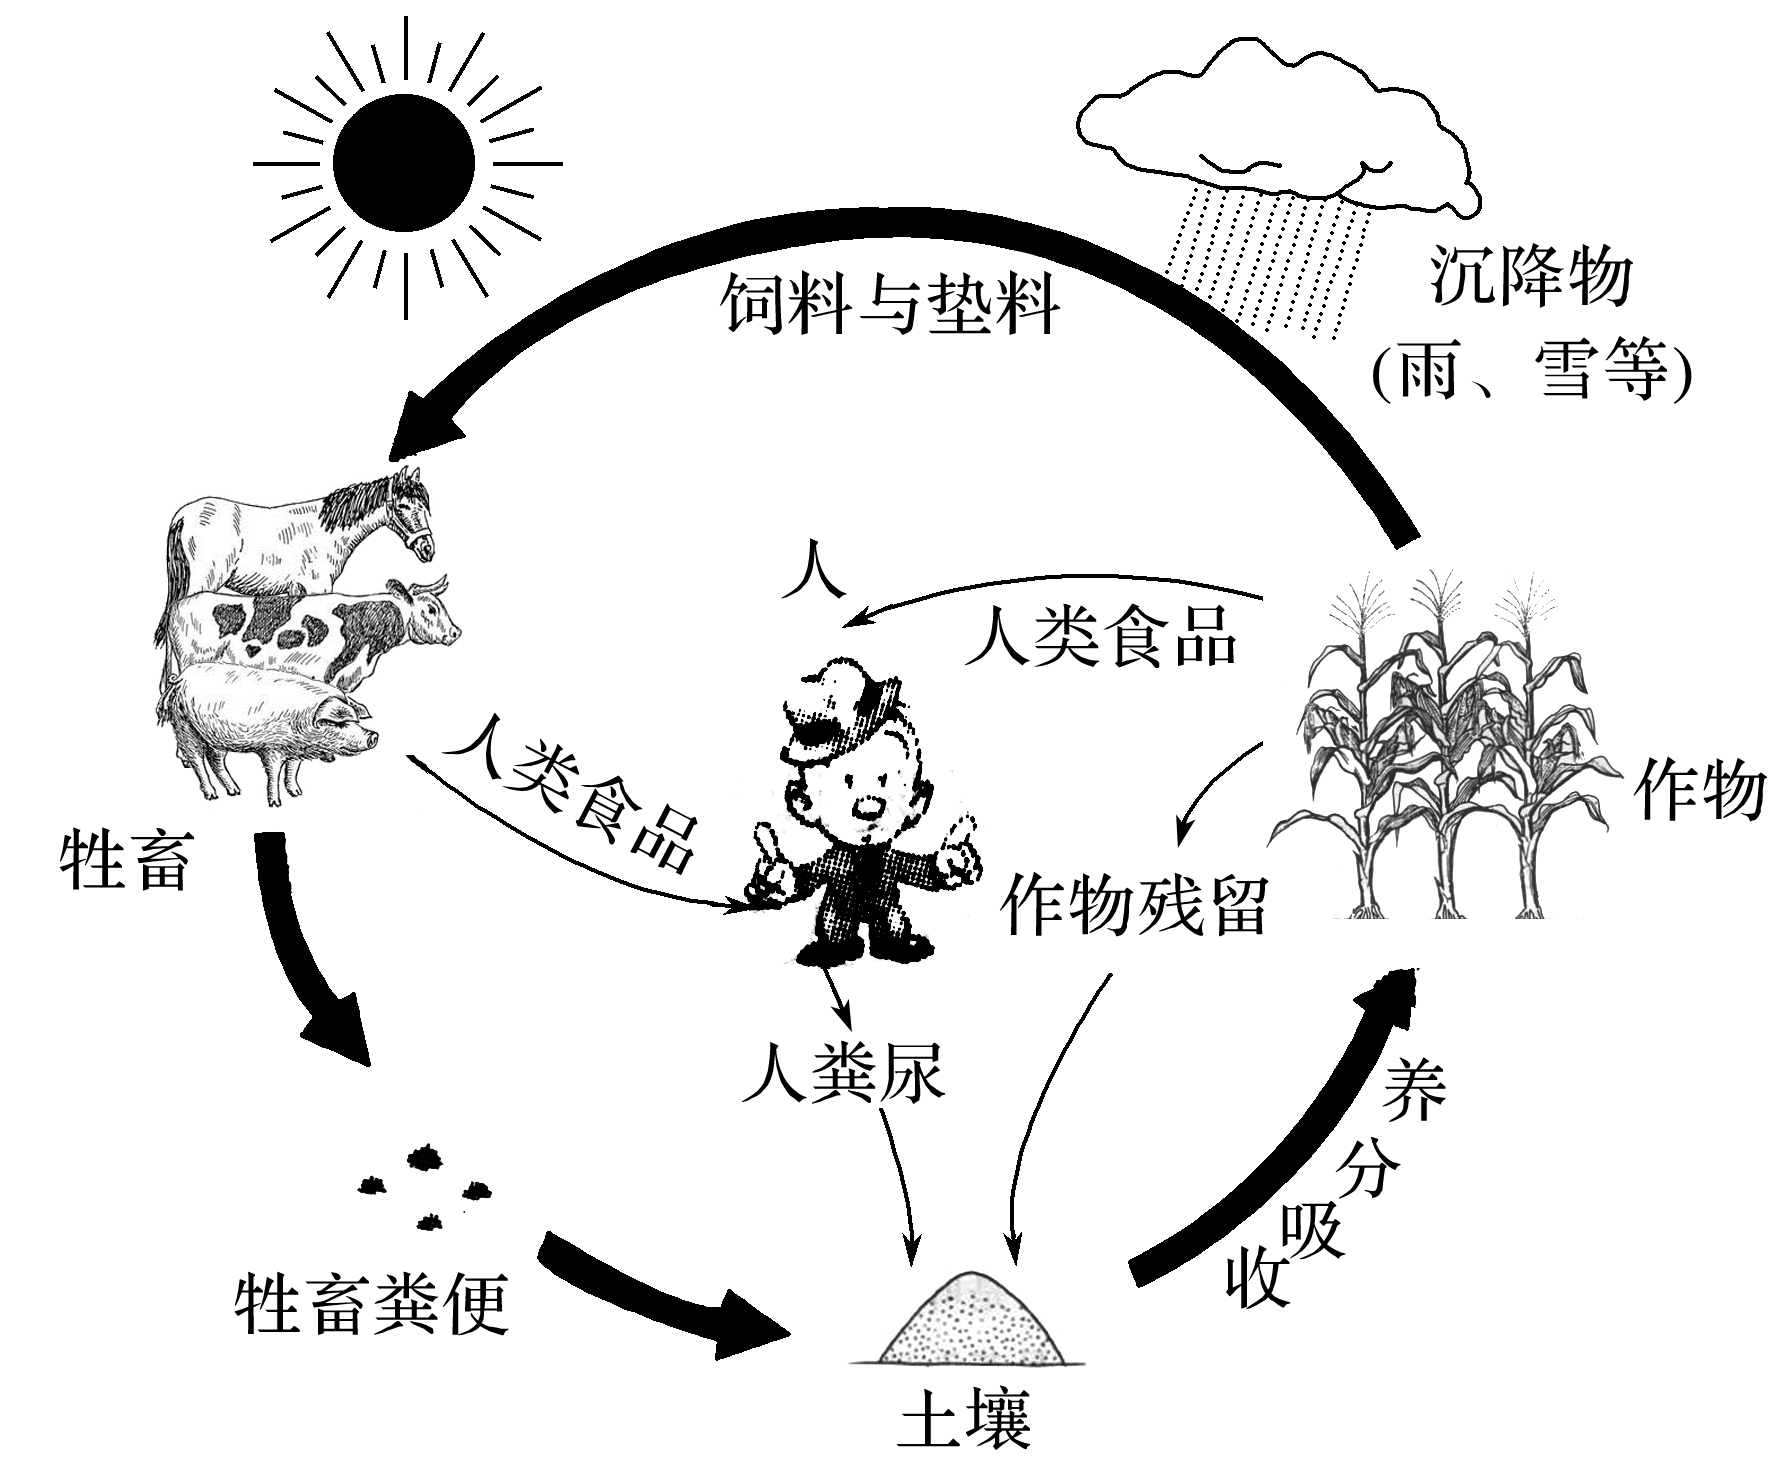 沉降物
(雨、雪等)
饲料与垫料
人
人类食品
人类食品
作物
牲畜
作物残留
人粪尿
养分吸收
牲畜粪便
土壤